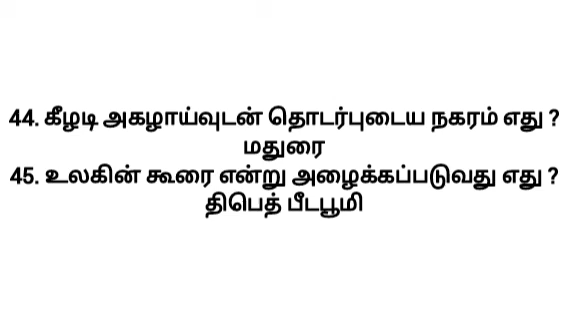 44. கீழடி அகழாய்வுடன் தொடர்புடைய நகரம் எது ?
மதுரை
45. உலகின் கூரை என்று அழைக்கப்படுவது எது ?
திபெத் பீடபூமி